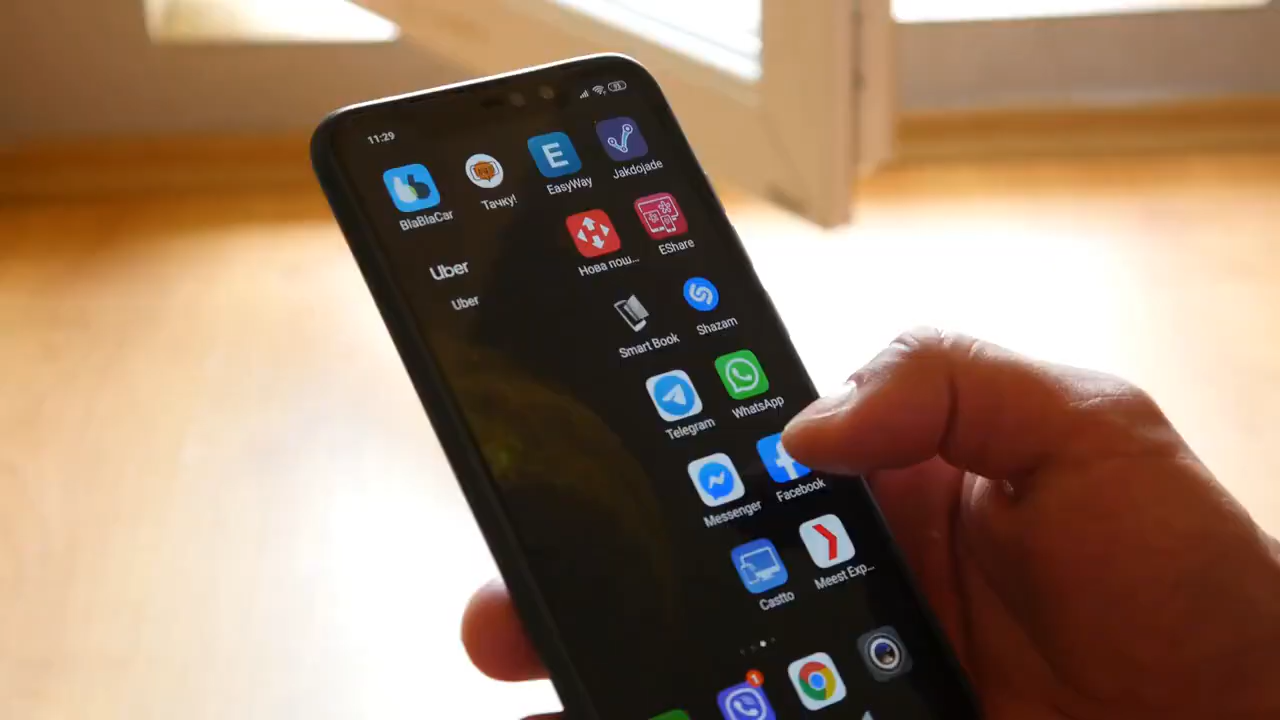 11:29
BlaBlaCar
Тачку!
E
EasyWay
Jakdojade
Uber
Uber
Нова пош...
EShare
Smart Book
Shazam
Telegram
WhatsApp
Messenger
Facebook
Castto
Meest Exp...
1